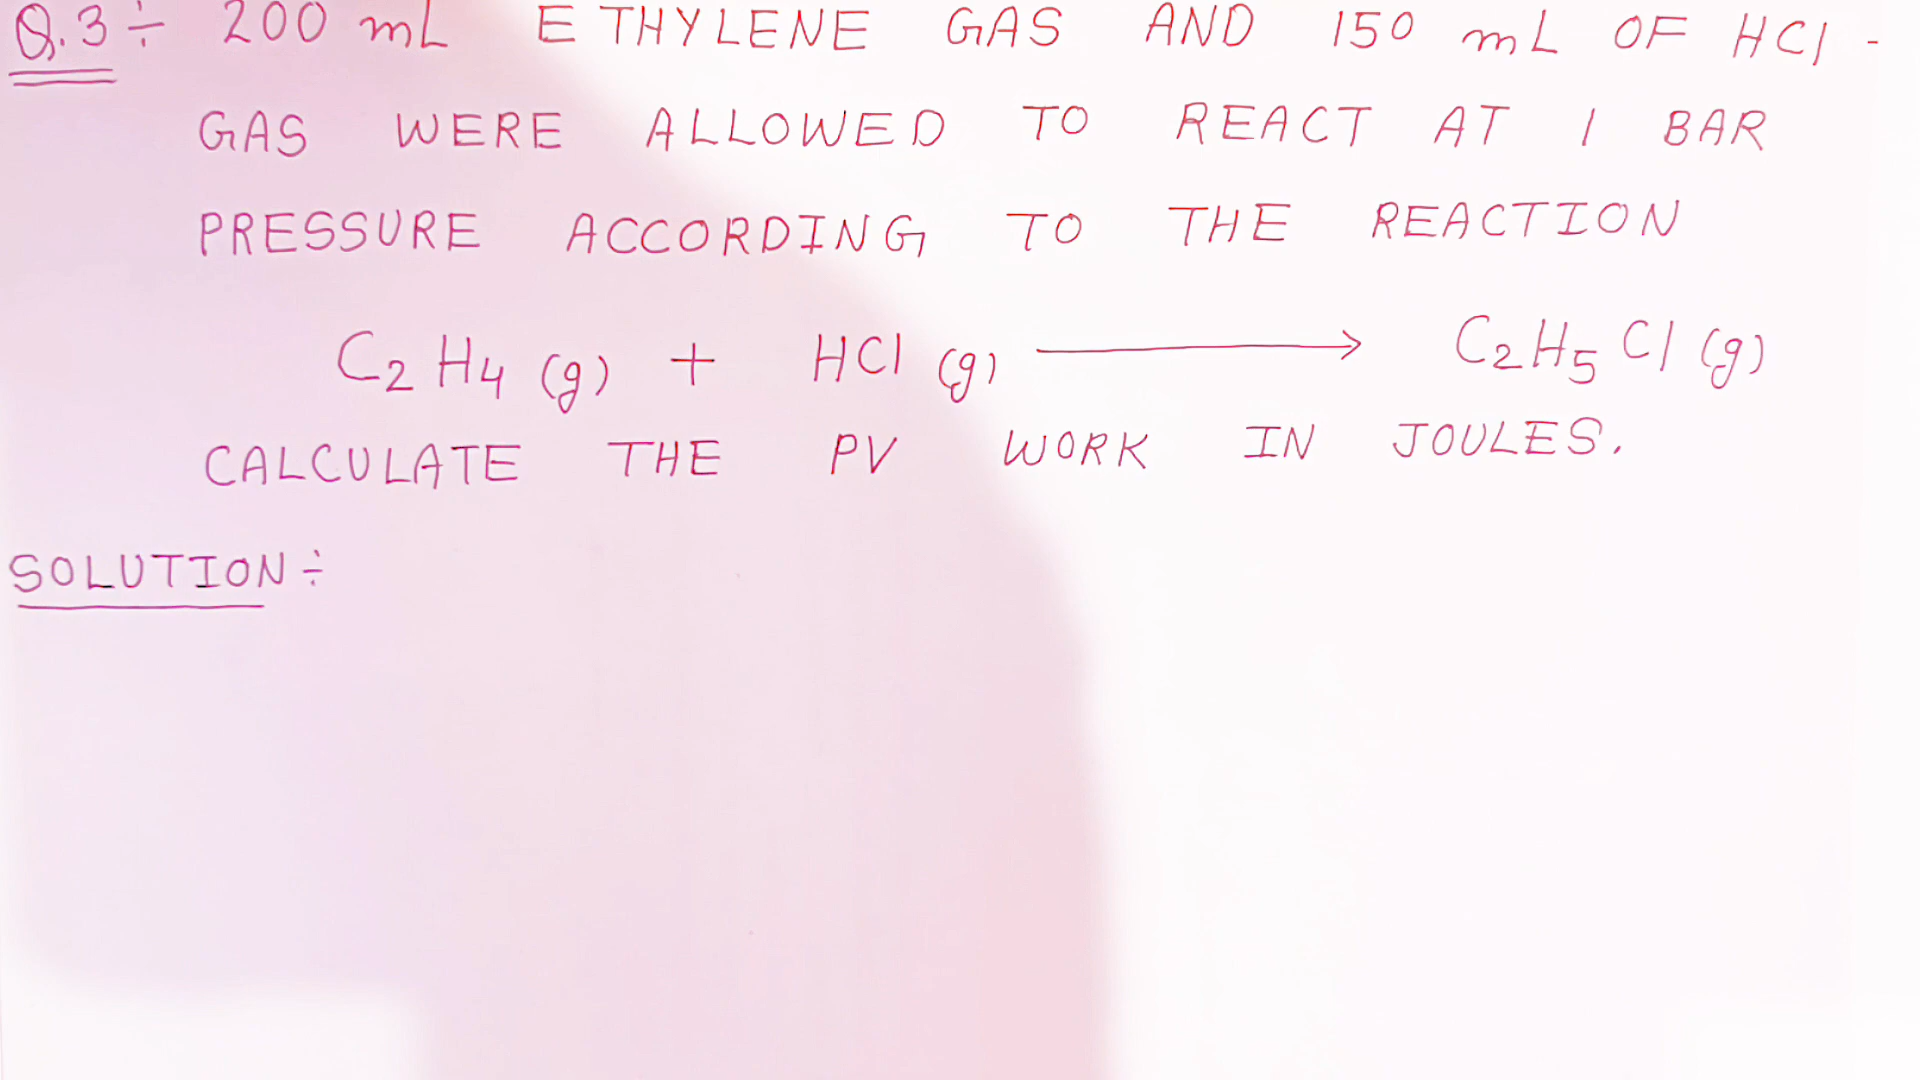 Q.3÷ 200 mL ETHYLENE GAS AND 150 mL OF HCl -
GAS WERE ALLOWED TO REACT AT 1 BAR
PRESSURE ACCORDING TO THE REACTION
C₂H₄ (g) + HCl (g) ⟶ C₂H₅Cl (g)
CALCULATE THE PV WORK IN JOULES.
SOLUTION÷